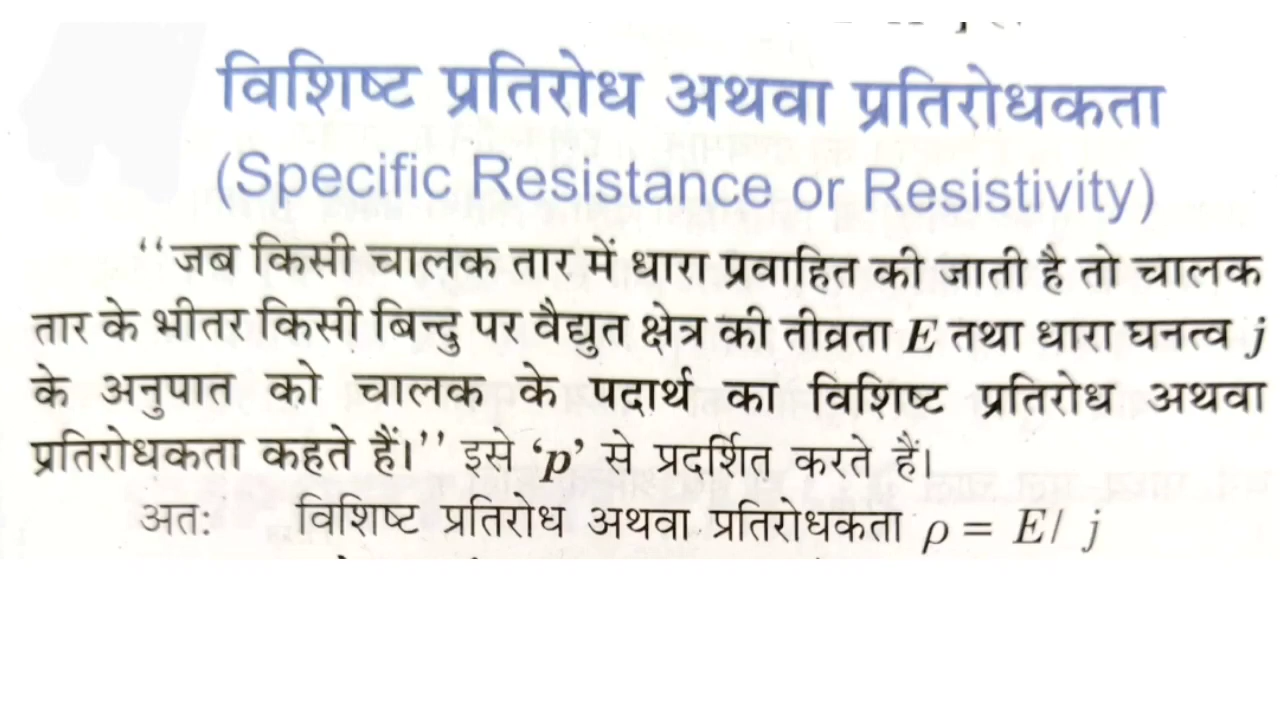 विशिष्ट प्रतिरोध अथवा प्रतिरोधकता
(Specific Resistance or Resistivity)
‘‘जब किसी चालक तार में धारा प्रवाहित की जाती है तो चालक
तार के भीतर किसी बिन्दु पर वैद्युत क्षेत्र की तीव्रता E तथा धारा घनत्व j
के अनुपात को चालक के पदार्थ का विशिष्ट प्रतिरोध अथवा
प्रतिरोधकता कहते हैं।’’ इसे ‘p’ से प्रदर्शित करते हैं।
अतः विशिष्ट प्रतिरोध अथवा प्रतिरोधकता ρ = E/ j